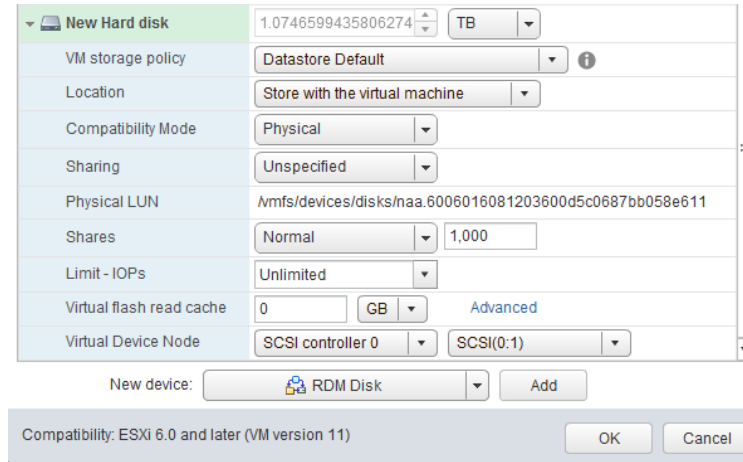 New Hard disk 1.0746599435806274 TB
VM storage policy Datastore Default
Location Store with the virtual machine
Compatibility Mode Physical
Sharing Unspecified
Physical LUN /vmfs/devices/disks/naa.6006016081203600d5c0687bb058e611
Shares Normal 1,000
Limit - IOPs Unlimited
Virtual flash read cache 0 GB Advanced
Virtual Device Node SCSI controller 0 SCSI(0:1)
New device: RDM Disk Add
Compatibility: ESXi 6.0 and later (VM version 11) OK Cancel